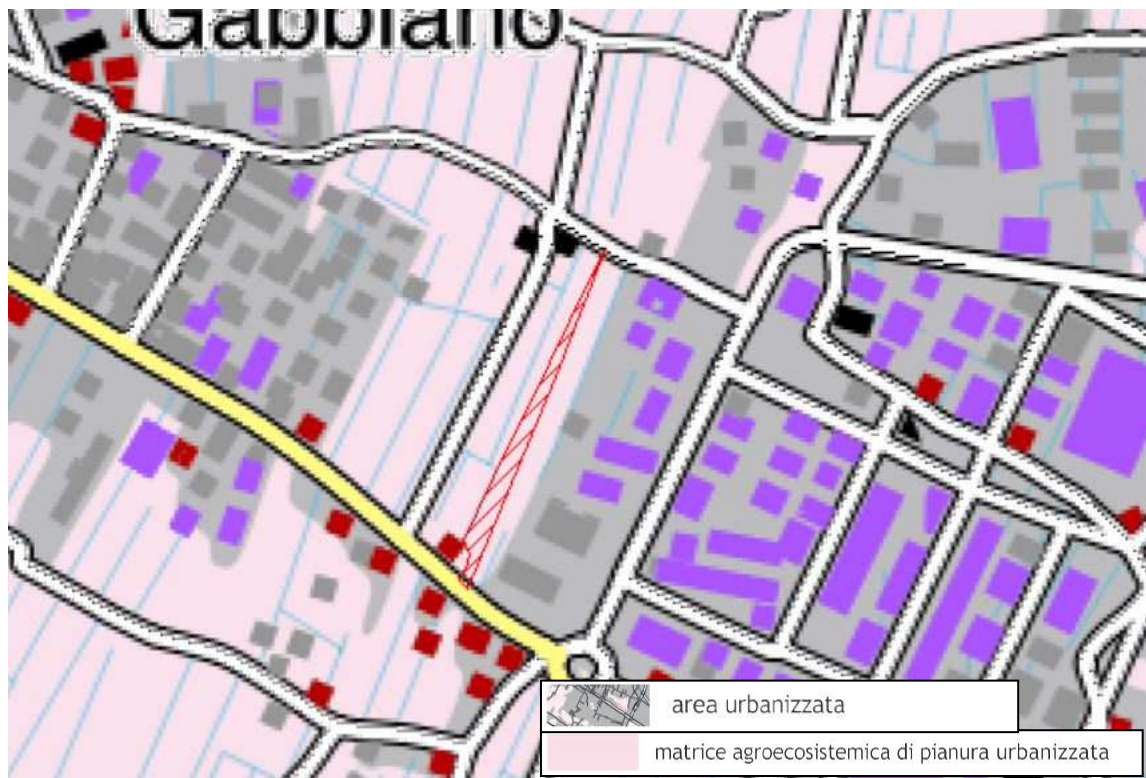 Gabbiano
area urbanizzata
matrice agroecosistemica di pianura urbanizzata